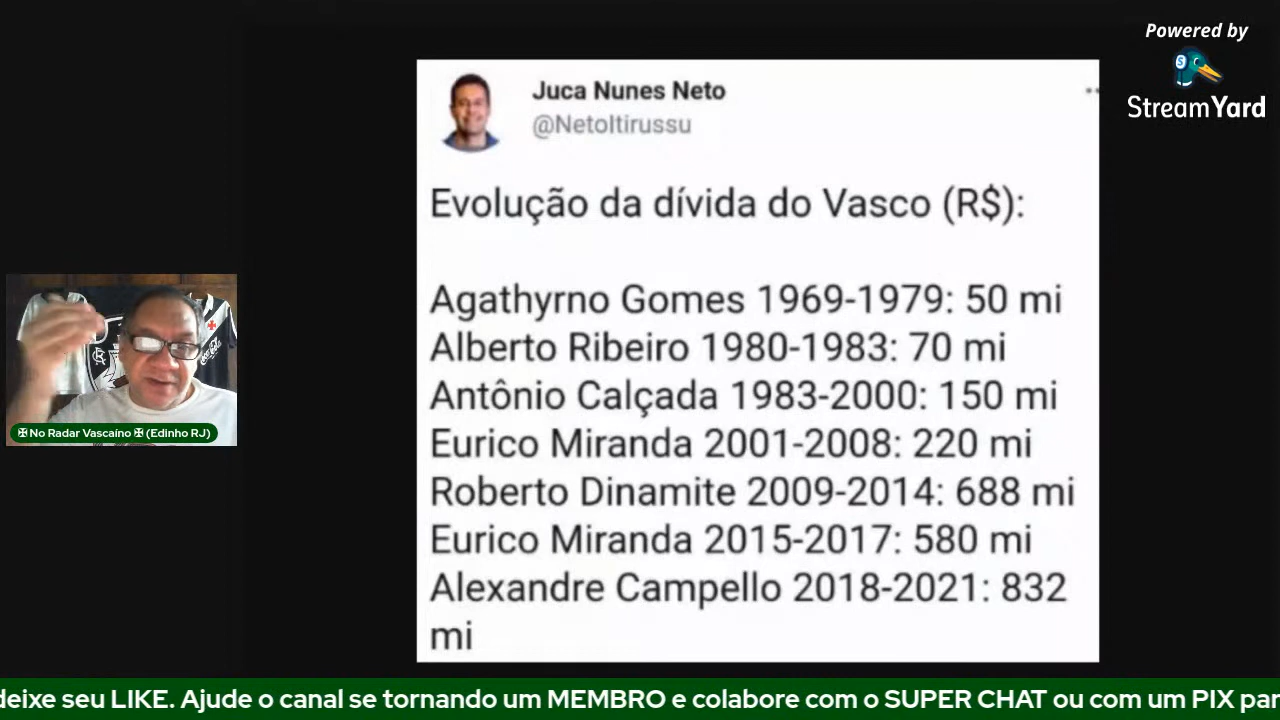 Powered by
StreamYard
Juca Nunes Neto
@NetoItirussu
Evolução da dívida do Vasco (R$):
Agathyrno Gomes 1969-1979: 50 mi
Alberto Ribeiro 1980-1983: 70 mi
Antônio Calçada 1983-2000: 150 mi
Eurico Miranda 2001-2008: 220 mi
Roberto Dinamite 2009-2014: 688 mi
Eurico Miranda 2015-2017: 580 mi
Alexandre Campello 2018-2021: 832
mi
✠ No Radar Vascaíno ✠ (Edinho RJ)
deixe seu LIKE. Ajude o canal se tornando um MEMBRO e colabore com o SUPER CHAT ou com um PIX par